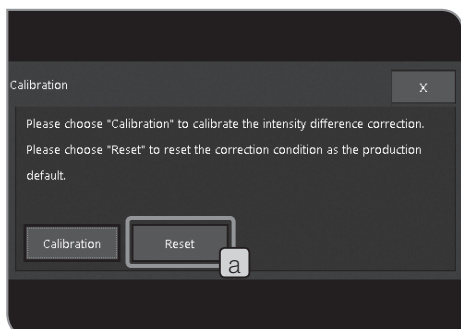 Calibration
X
Please choose "Calibration" to calibrate the intensity difference correction.
Please choose "Reset" to reset the correction condition as the production
default.
Calibration Reset
a